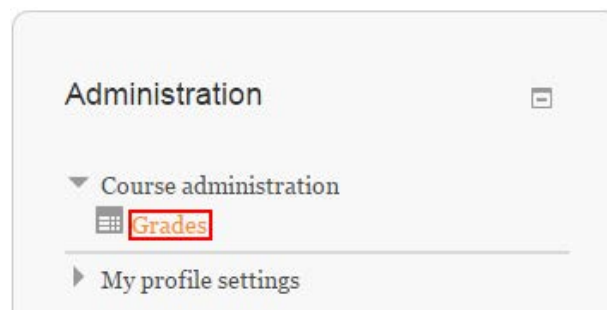 Administration
Course administration
Grades
My profile settings